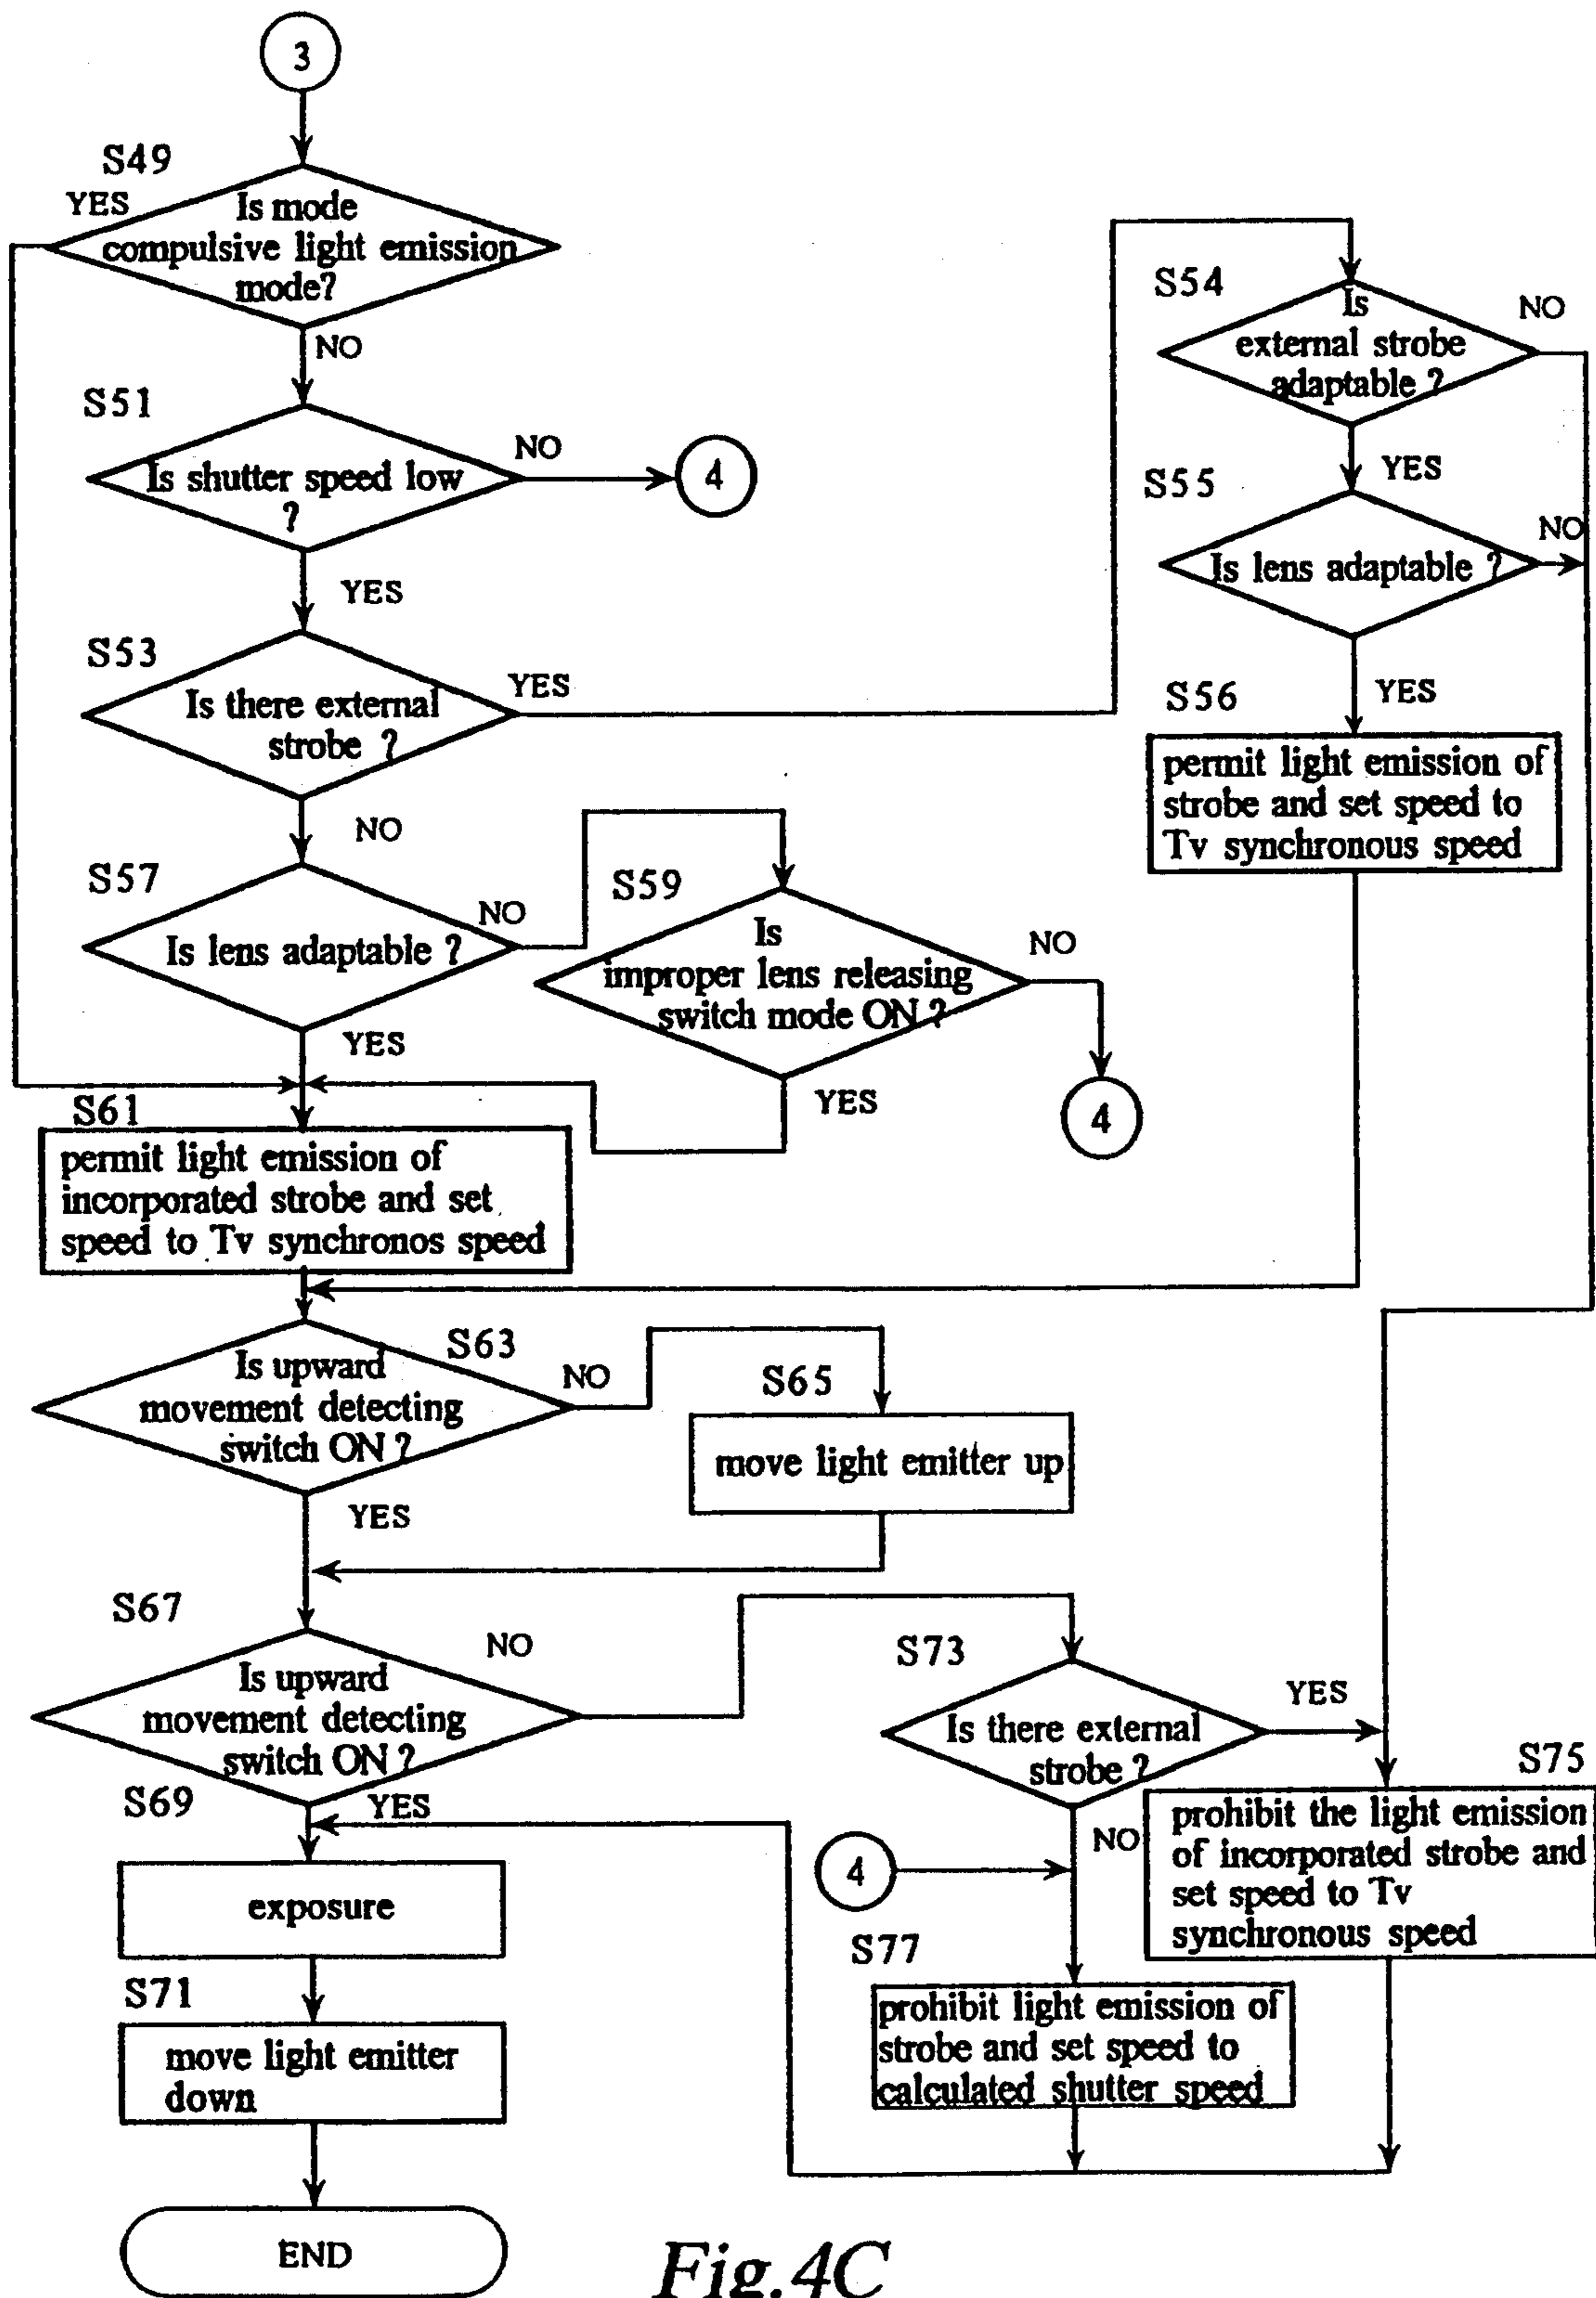 3
S49
YES
Is mode
compulsive light emission
mode?
NO
S51
Is shutter speed low
?
NO
4
YES
S53
Is there external
strobe ?
YES
NO
S54
Is
external strobe
adaptable ?
NO
YES
S55
Is lens adaptable ?
NO
YES
S56
permit light emission of
strobe and set speed to
Tv synchronous speed
S57
Is lens adaptable ?
NO
YES
S59
Is
improper lens releasing
switch mode ON ?
NO
4
YES
S61
permit light emission of
incorporated strobe and set
speed to Tv synchronos speed
S63
Is upward
movement detecting
switch ON ?
NO
YES
S65
move light emitter up
S67
Is upward
movement detecting
switch ON ?
NO
YES
S73
Is there external
strobe ?
YES
NO
4
S75
prohibit the light emission
of incorporated strobe and
set speed to Tv
synchronous speed
S77
prohibit light emission of
strobe and set speed to
calculated shutter speed
S69
exposure
S71
move light emitter
down
END
Fig.4C